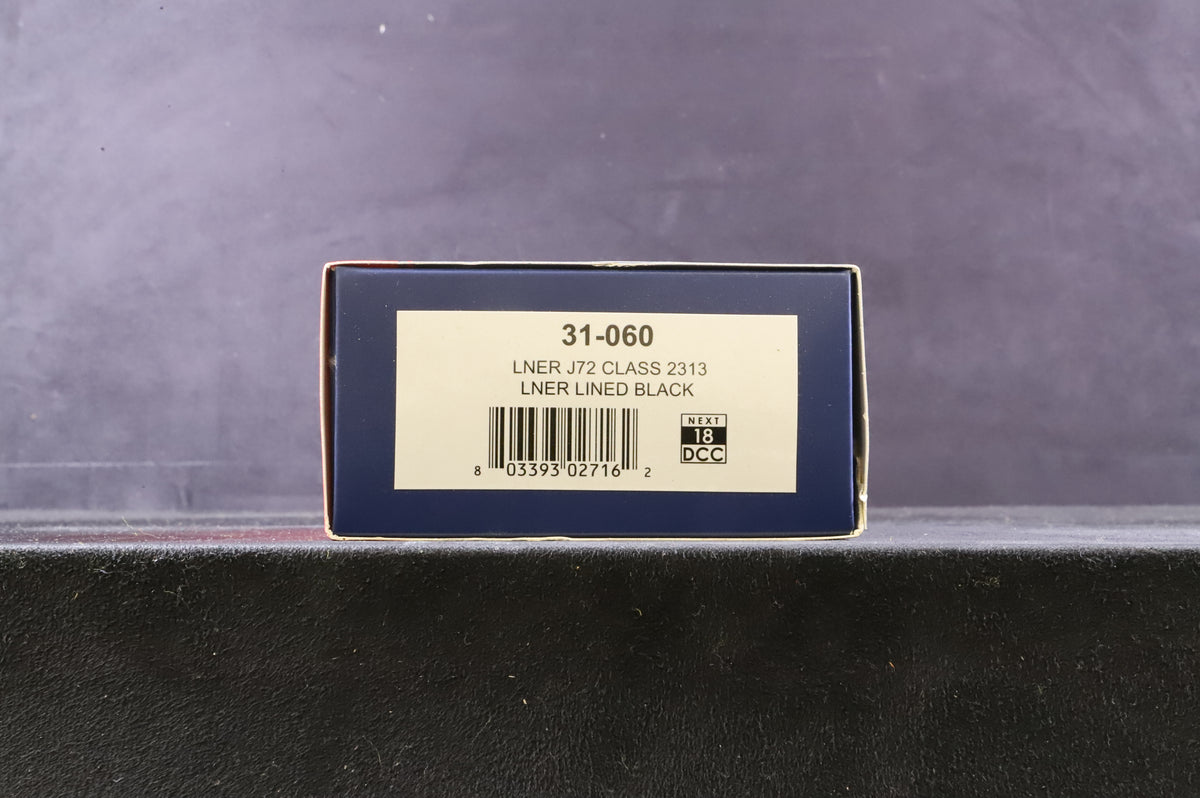 31-060
LNER J72 CLASS 2313
LNER LINED BLACK
8 03393 02716 2
NEXT
18
DCC